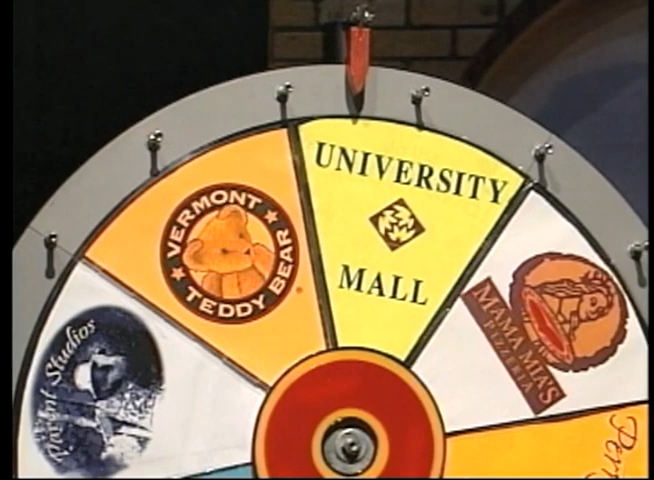 UNIVERSITY
MALL
VERMONT
TEDDY BEAR
MAMA MIA'S
PIZZERIA
Studios